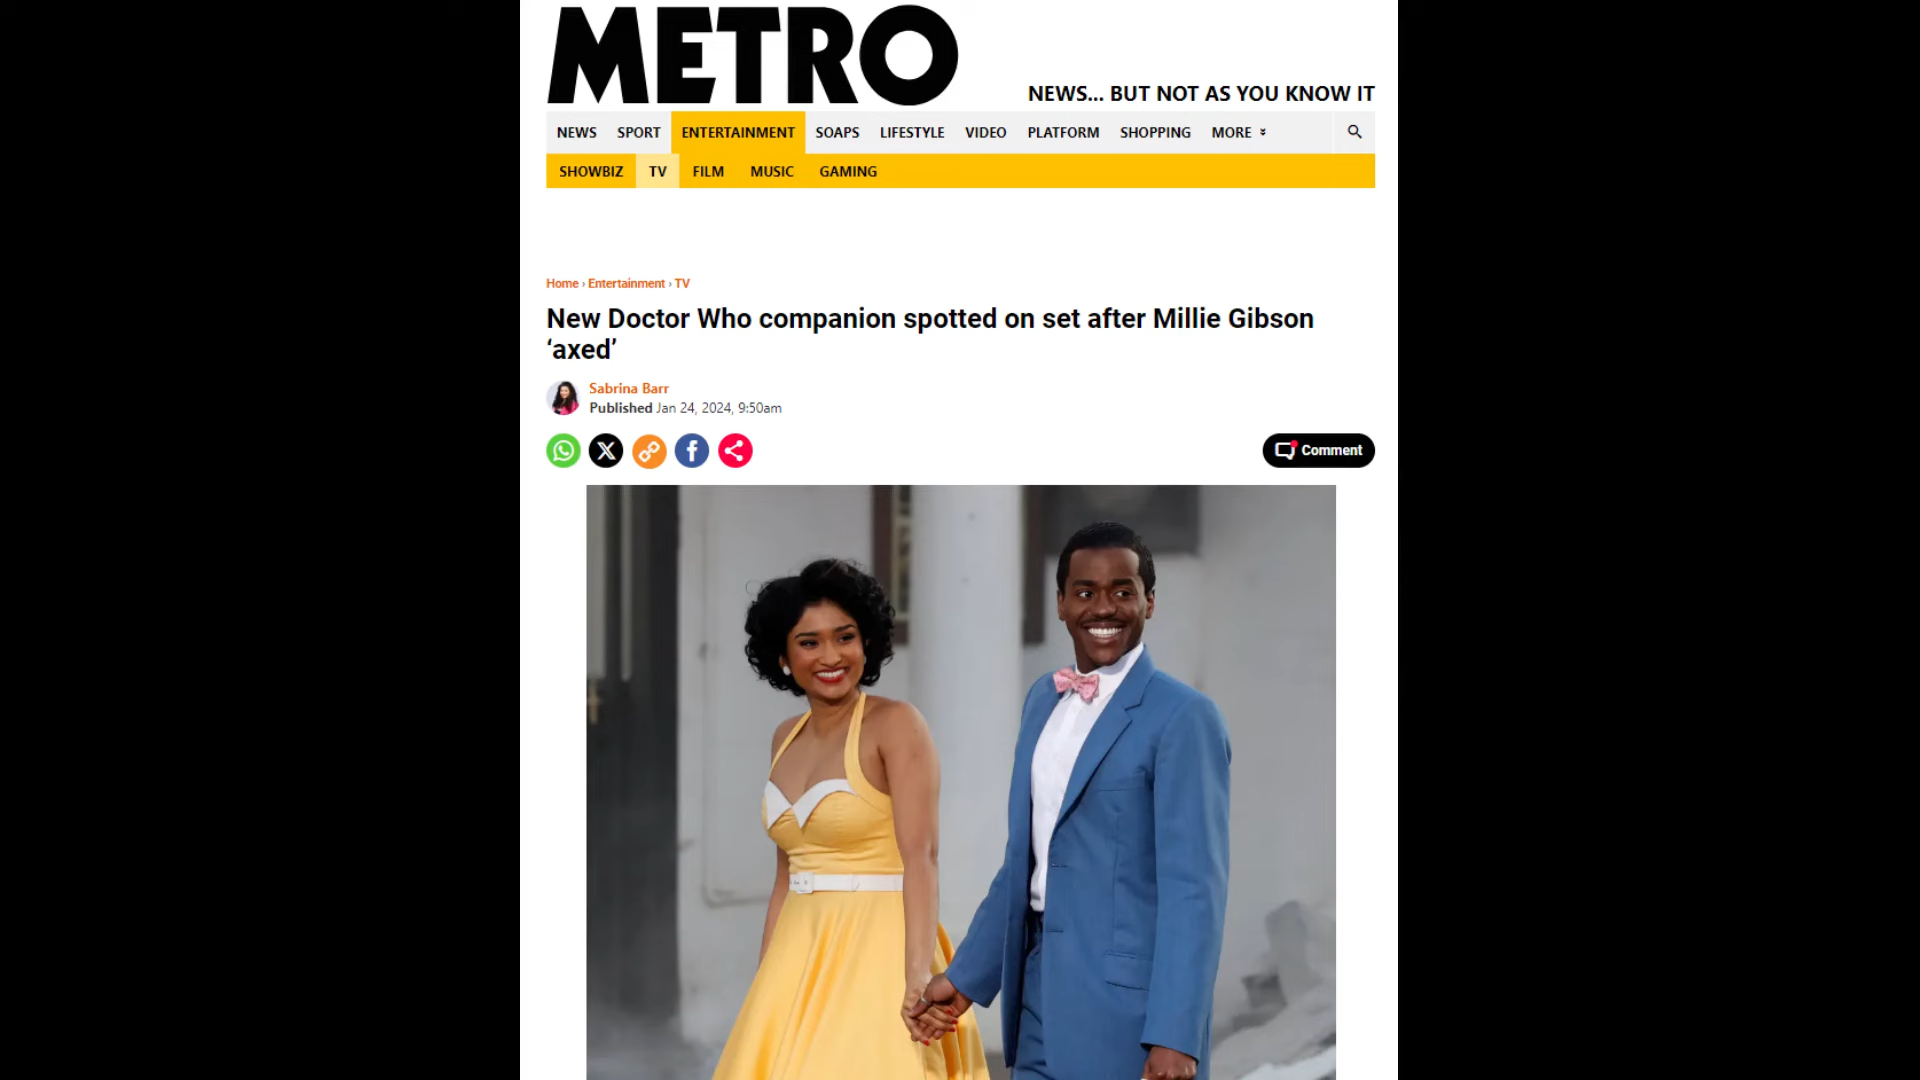 METRO
NEWS... BUT NOT AS YOU KNOW IT
NEWS SPORT ENTERTAINMENT SOAPS LIFESTYLE VIDEO PLATFORM SHOPPING MORE
SHOWBIZ TV FILM MUSIC GAMING
Home › Entertainment › TV
New Doctor Who companion spotted on set after Millie Gibson
‘axed’
Sabrina Barr
Published Jan 24, 2024, 9:50am
Comment